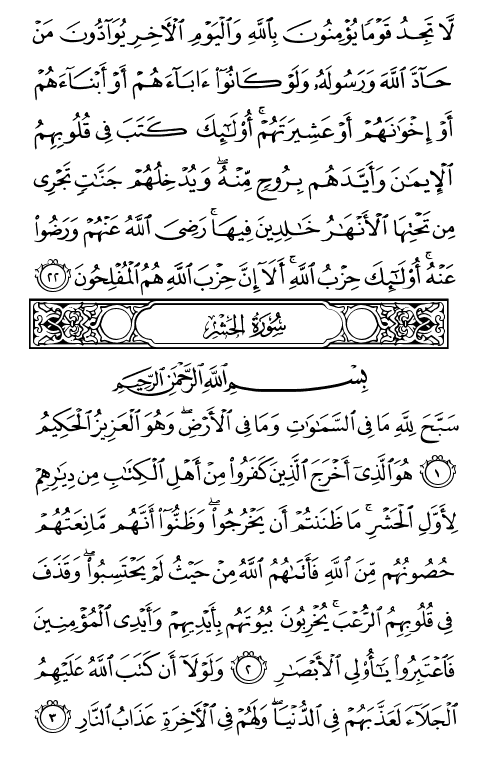 لَّا تَجِدُ قَوْمًا يُؤْمِنُونَ بِٱللَّهِ وَٱلْيَوْمِ ٱلْءَاخِرِ يُوَآدُّونَ مَنْ
حَآدَّ ٱللَّهَ وَرَسُولَهُۥ وَلَوْ كَانُوٓا۟ ءَابَآءَهُمْ أَوْ أَبْنَآءَهُمْ
أَوْ إِخْوَٰنَهُمْ أَوْ عَشِيرَتَهُمْ ۚ أُو۟لَٰٓئِكَ كَتَبَ فِى قُلُوبِهِمُ
ٱلْإِيمَٰنَ وَأَيَّدَهُم بِرُوحٍ مِّنْهُ ۖ وَيُدْخِلُهُمْ جَنَّٰتٍ تَجْرِى
مِن تَحْتِهَا ٱلْأَنْهَٰرُ خَٰلِدِينَ فِيهَا ۚ رَضِىَ ٱللَّهُ عَنْهُمْ وَرَضُوا۟
عَنْهُ ۚ أُو۟لَٰٓئِكَ حِزْبُ ٱللَّهِ ۚ أَلَآ إِنَّ حِزْبَ ٱللَّهِ هُمُ ٱلْمُفْلِحُونَ ٢٢
سُورَةُ الحَشْرِ
بِسْمِ ٱللَّهِ ٱلرَّحْمَٰنِ ٱلرَّحِيمِ
سَبَّحَ لِلَّهِ مَا فِى ٱلسَّمَٰوَٰتِ وَمَا فِى ٱلْأَرْضِ ۖ وَهُوَ ٱلْعَزِيزُ ٱلْحَكِيمُ
١ هُوَ ٱلَّذِىٓ أَخْرَجَ ٱلَّذِينَ كَفَرُوا۟ مِنْ أَهْلِ ٱلْكِتَٰبِ مِن دِيَٰرِهِمْ
لِأَوَّلِ ٱلْحَشْرِ ۚ مَا ظَنَنتُمْ أَن يَخْرُجُوا۟ ۖ وَظَنُّوٓا۟ أَنَّهُم مَّانِعَتُهُمْ
حُصُونُهُم مِّنَ ٱللَّهِ فَأَتَىٰهُمُ ٱللَّهُ مِنْ حَيْثُ لَمْ يَحْتَسِبُوا۟ ۖ وَقَذَفَ
فِى قُلُوبِهِمُ ٱلرُّعْبَ ۚ يُخْرِبُونَ بُيُوتَهُم بِأَيْدِيهِمْ وَأَيْدِى ٱلْمُؤْمِنِينَ
فَٱعْتَبِرُوا۟ يَٰٓأُو۟لِى ٱلْأَبْصَٰرِ ٢ وَلَوْلَآ أَن كَتَبَ ٱللَّهُ عَلَيْهِمُ
ٱلْجَلَآءَ لَعَذَّبَهُمْ فِى ٱلدُّنْيَا ۖ وَلَهُمْ فِى ٱلْءَاخِرَةِ عَذَابُ ٱلنَّارِ ٣